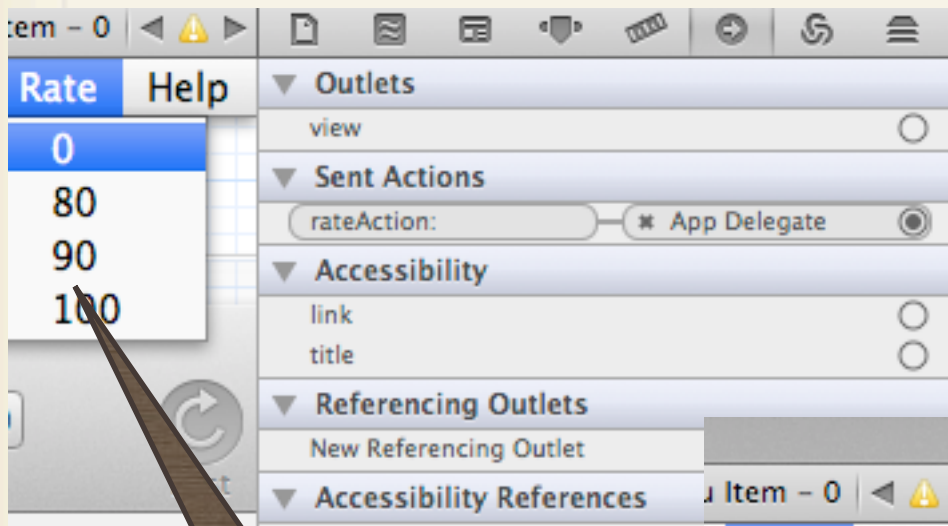 tem – 0
Rate Help
0
80
90
100
Outlets
view
Sent Actions
rateAction: ✖ App Delegate
Accessibility
link
title
Referencing Outlets
New Referencing Outlet
Accessibility References
u Item – 0